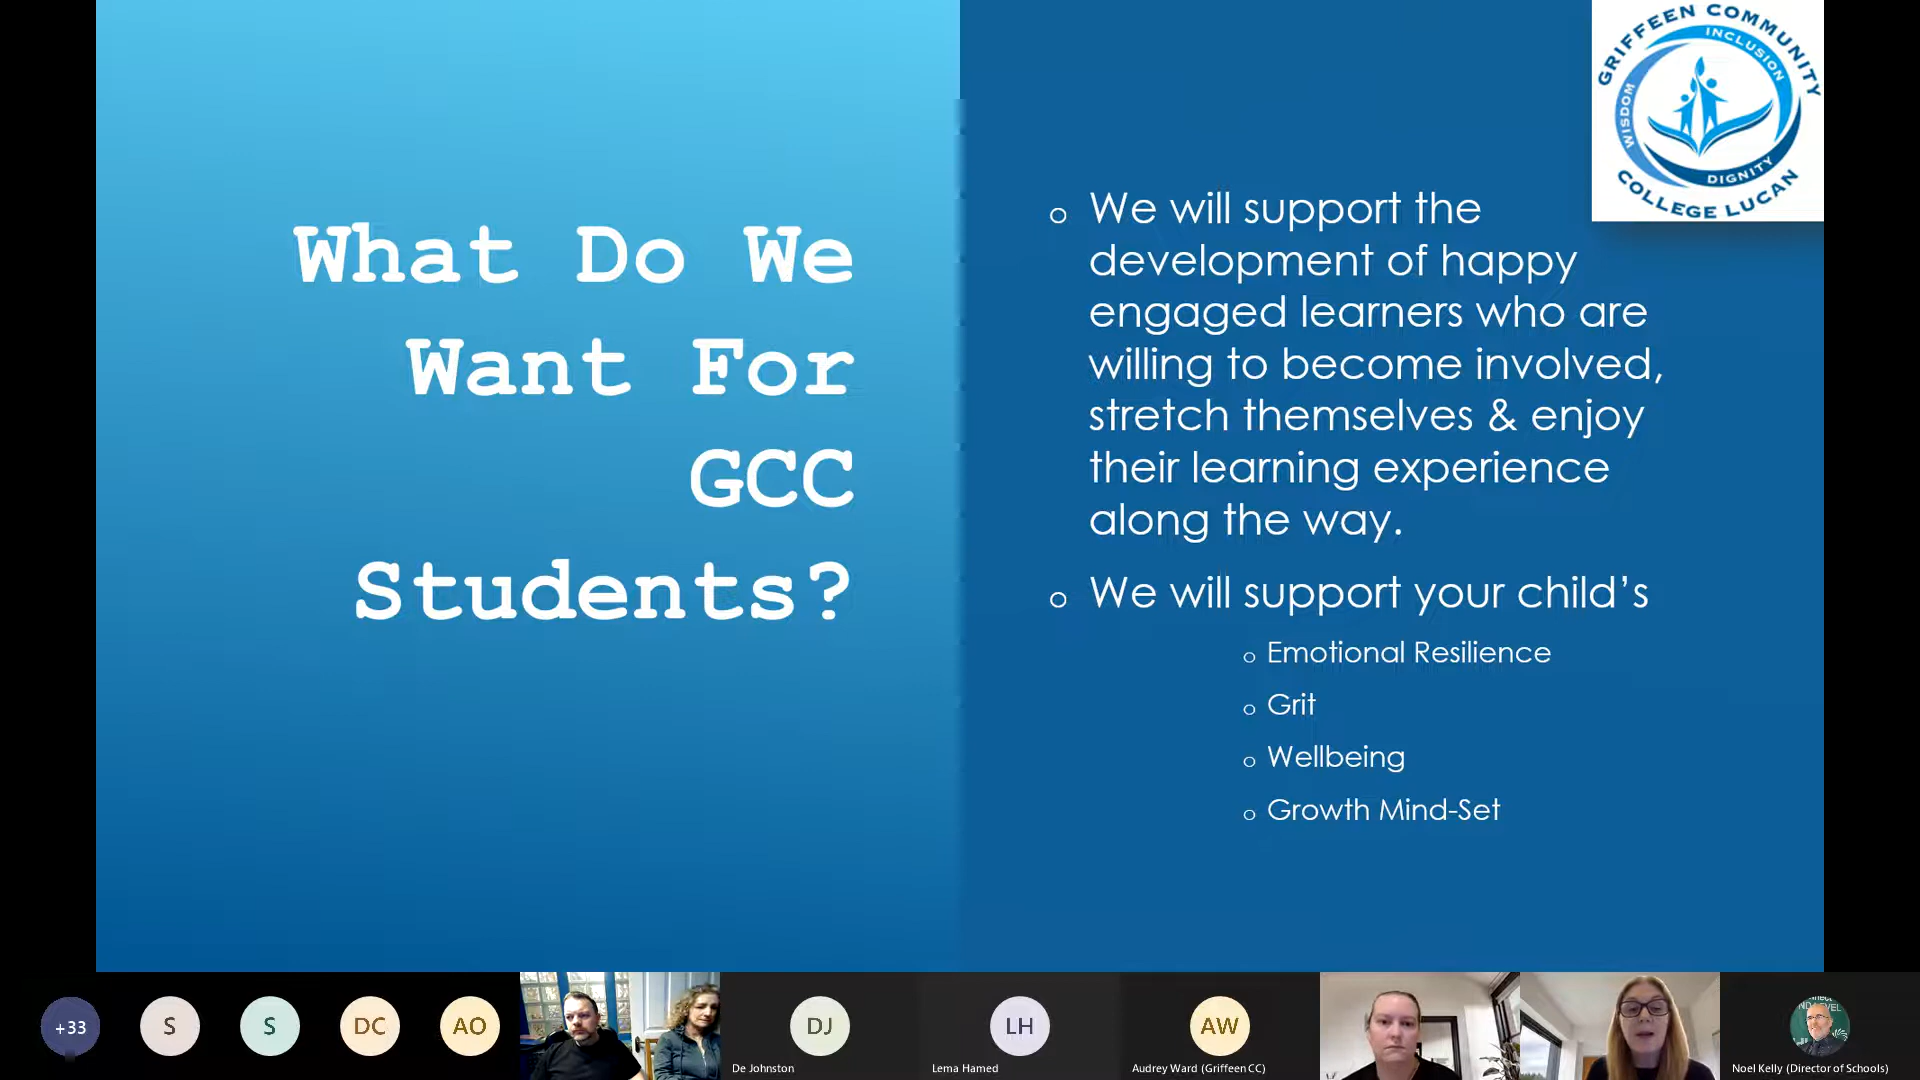 GRIFFEEN COMMUNITY
INCLUSION
WISDOM
DIGNITY
COLLEGE LUCAN
What Do We
Want For
GCC
Students?
o We will support the
development of happy
engaged learners who are
willing to become involved,
stretch themselves & enjoy
their learning experience
along the way.
o We will support your child’s
o Emotional Resilience
o Grit
o Wellbeing
o Growth Mind-Set
+33
S
S
DC
AO
DJ
LH
AW
De Johnston
Lema Hamed
Audrey Ward (Griffeen CC)
Noel Kelly (Director of Schools)